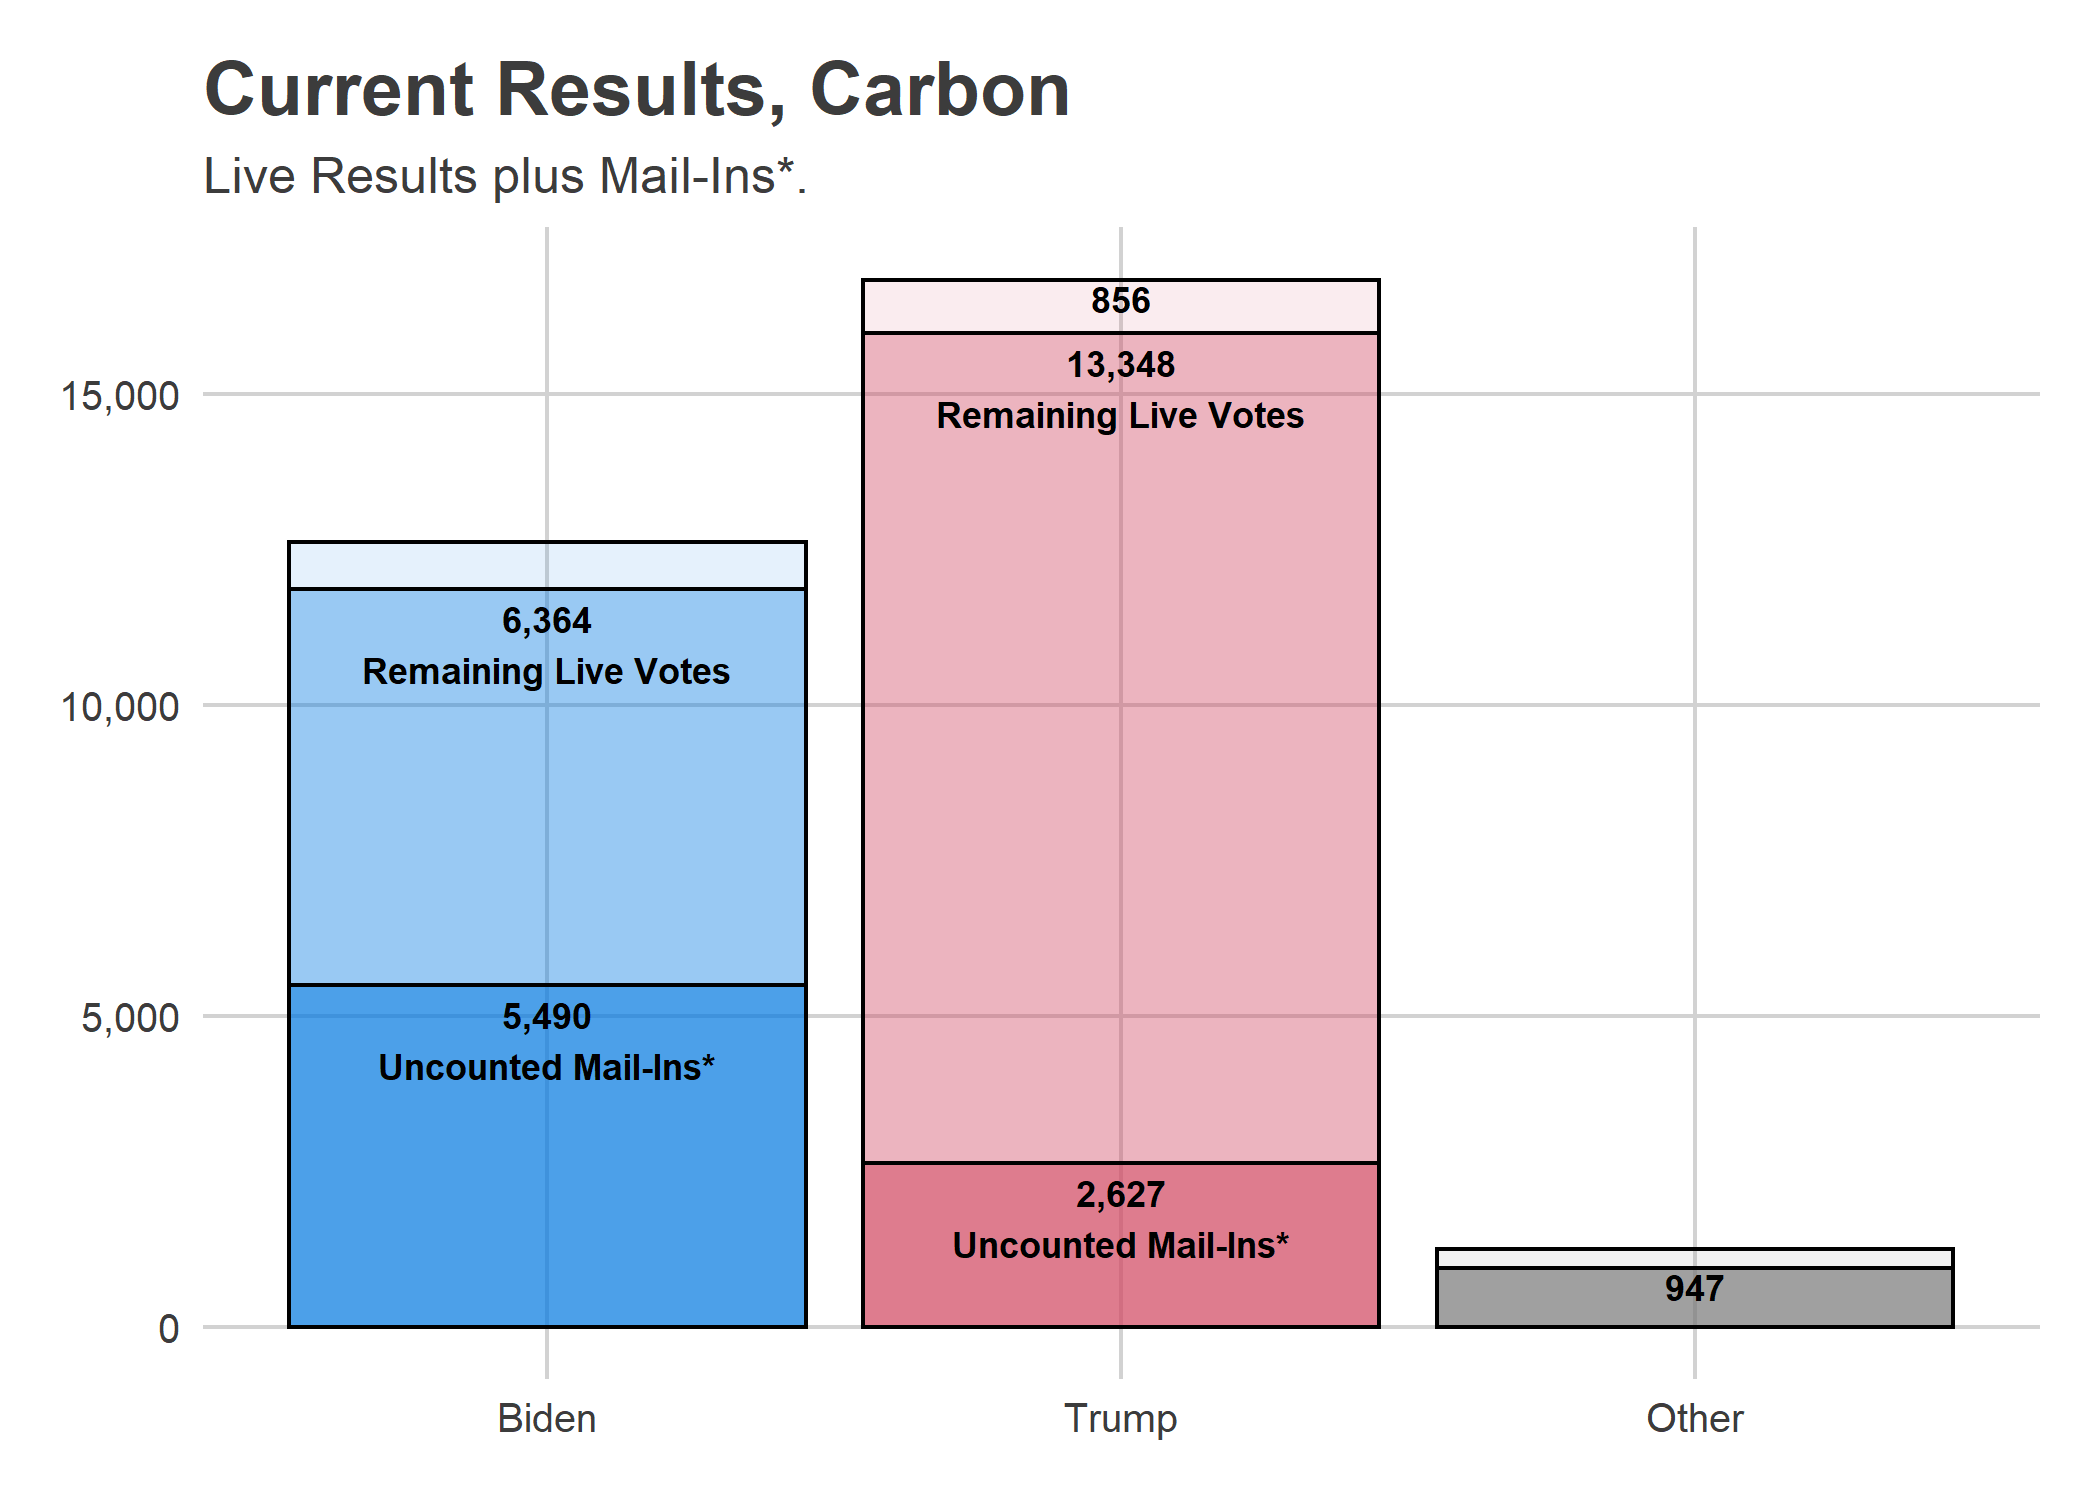 Current Results, Carbon
Live Results plus Mail-Ins*.
856
13,348
Remaining Live Votes
15,000
6,364
Remaining Live Votes
10,000
5,490
Uncounted Mail-Ins*
5,000
2,627
Uncounted Mail-Ins*
947
0
Biden
Trump
Other